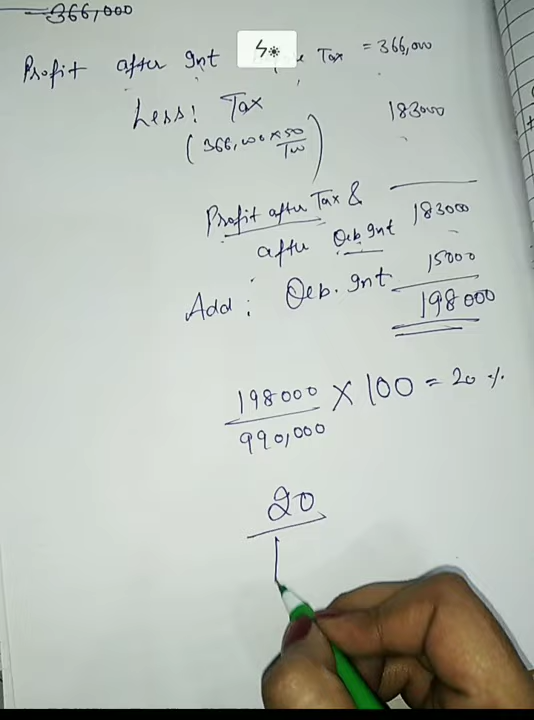 366,000
Profit after Int Tax = 366,000
Less: Tax 183000
(366,000 × 50/100)
Profit after Tax &
after Deb. Int 183000
Add: Deb. Int 15000
198000
198000/990,000 × 100 = 20 %
20